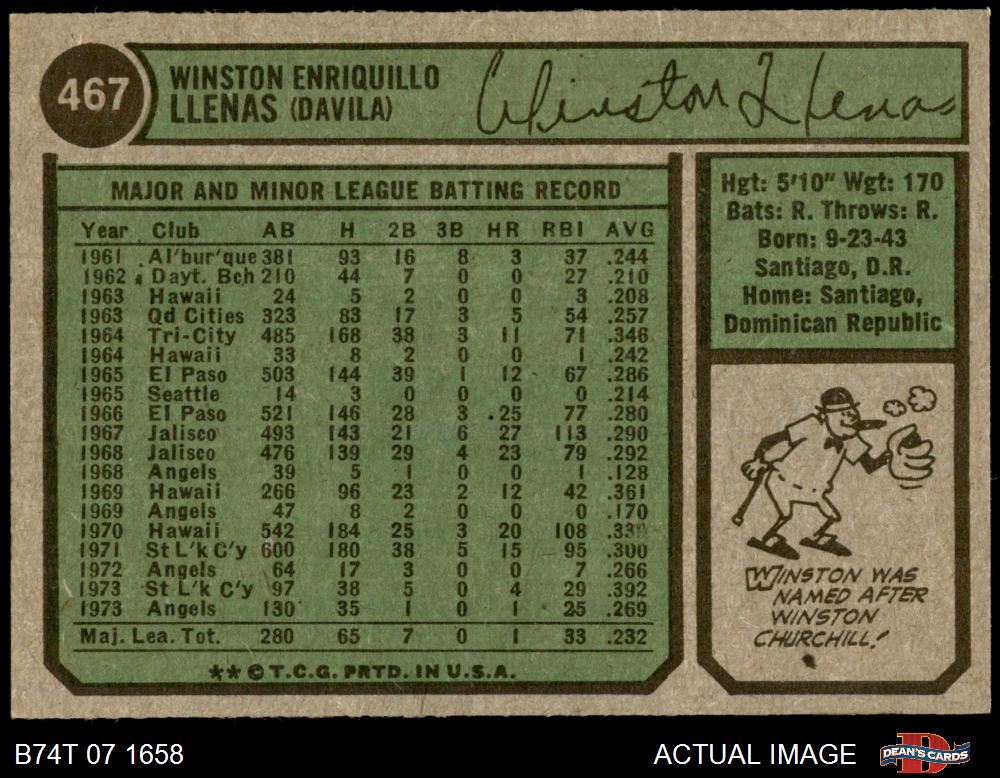 467
WINSTON ENRIQUILLO
LLENAS (DAVILA)
Winston Llenas
MAJOR AND MINOR LEAGUE BATTING RECORD
Year Club AB H 2B 3B HR RBI AVG
1961 Al'bur'que 381 93 16 8 3 37 .244
1962 Dayt. Bch 210 44 7 0 0 27 .210
1963 Hawaii 24 5 2 0 0 3 .208
1963 Qd Cities 323 83 17 3 5 54 .257
1964 Tri-City 485 168 38 3 11 71 .346
1964 Hawaii 33 8 2 0 0 1 .242
1965 El Paso 503 144 39 1 12 67 .286
1965 Seattle 14 3 0 0 0 0 .214
1966 El Paso 521 146 28 3 25 77 .280
1967 Jalisco 493 143 21 6 27 113 .290
1968 Jalisco 476 139 29 4 23 79 .292
1968 Angels 39 5 1 0 0 1 .128
1969 Hawaii 266 96 23 2 12 42 .361
1969 Angels 47 8 2 0 0 0 .170
1970 Hawaii 542 184 25 3 20 108
1971 St L'k C'y 600 180 38 5 15 95 .300
1972 Angels 64 17 3 0 0 7 .266
1973 St L'k C'y 97 38 5 0 4 29 .392
1973 Angels 130 35 1 0 1 25 .269
Maj. Lea. Tot. 280 65 7 0 1 33 .232
**©T.C.G. PRTD. IN U.S.A.
Hgt: 5'10" Wgt: 170
Bats: R. Throws: R.
Born: 9-23-43
Santiago, D.R.
Home: Santiago,
Dominican Republic
WINSTON WAS
NAMED AFTER
WINSTON
CHURCHILL!
B74T 07 1658
ACTUAL IMAGE
DEAN'S CARDS